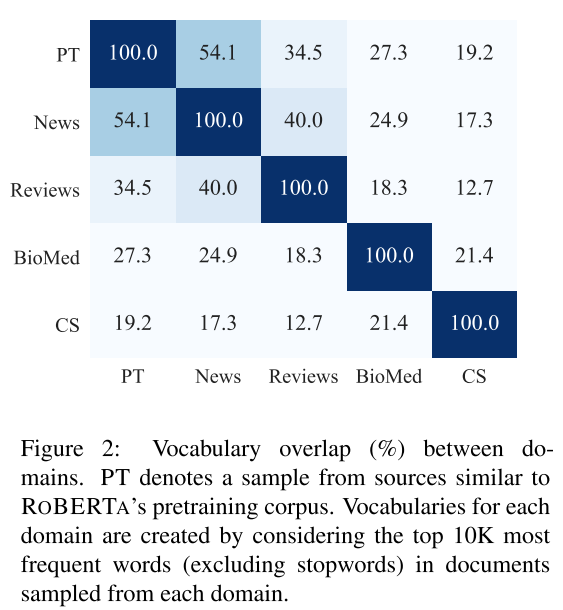 PT 100.0 54.1 34.5 27.3 19.2
News 54.1 100.0 40.0 24.9 17.3
Reviews 34.5 40.0 100.0 18.3 12.7
BioMed 27.3 24.9 18.3 100.0 21.4
CS 19.2 17.3 12.7 21.4 100.0
PT News Reviews BioMed CS
Figure 2: Vocabulary overlap (%) between do-
mains. PT denotes a sample from sources similar to
ROBERTA's pretraining corpus. Vocabularies for each
domain are created by considering the top 10K most
frequent words (excluding stopwords) in documents
sampled from each domain.